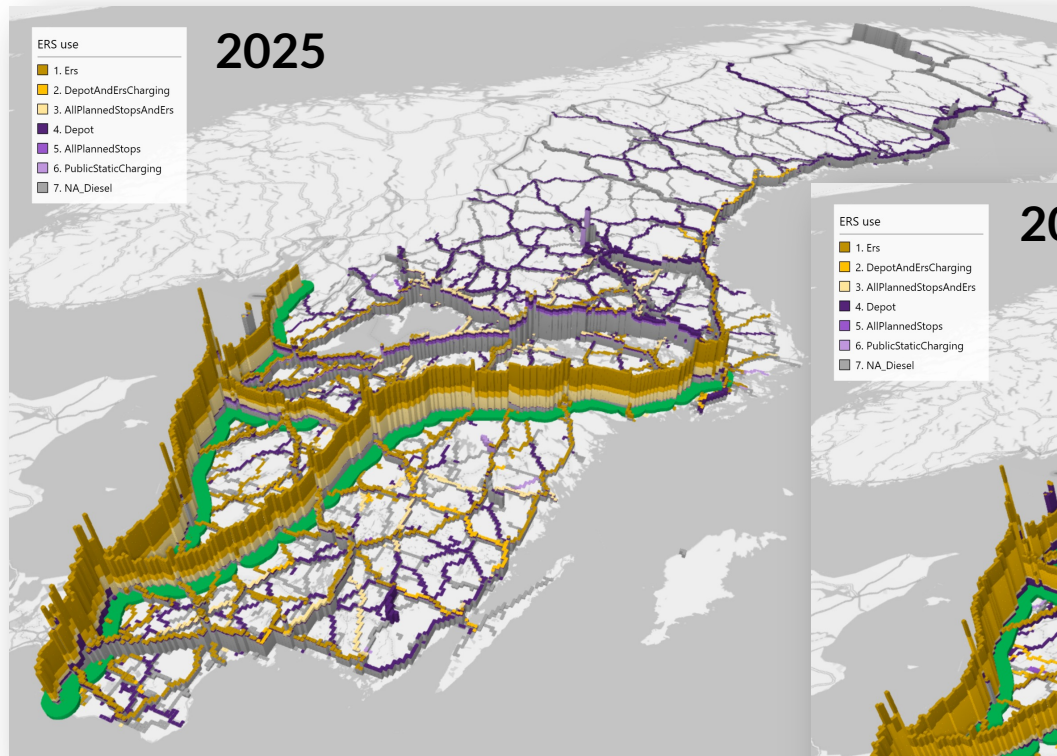 2025
ERS use
1. Ers
2. DepotAndErsCharging
3. AllPlannedStopsAndErs
4. Depot
5. AllPlannedStops
6. PublicStaticCharging
7. NA_Diesel
20
ERS use
1. Ers
2. DepotAndErsCharging
3. AllPlannedStopsAndErs
4. Depot
5. AllPlannedStops
6. PublicStaticCharging
7. NA_Diesel